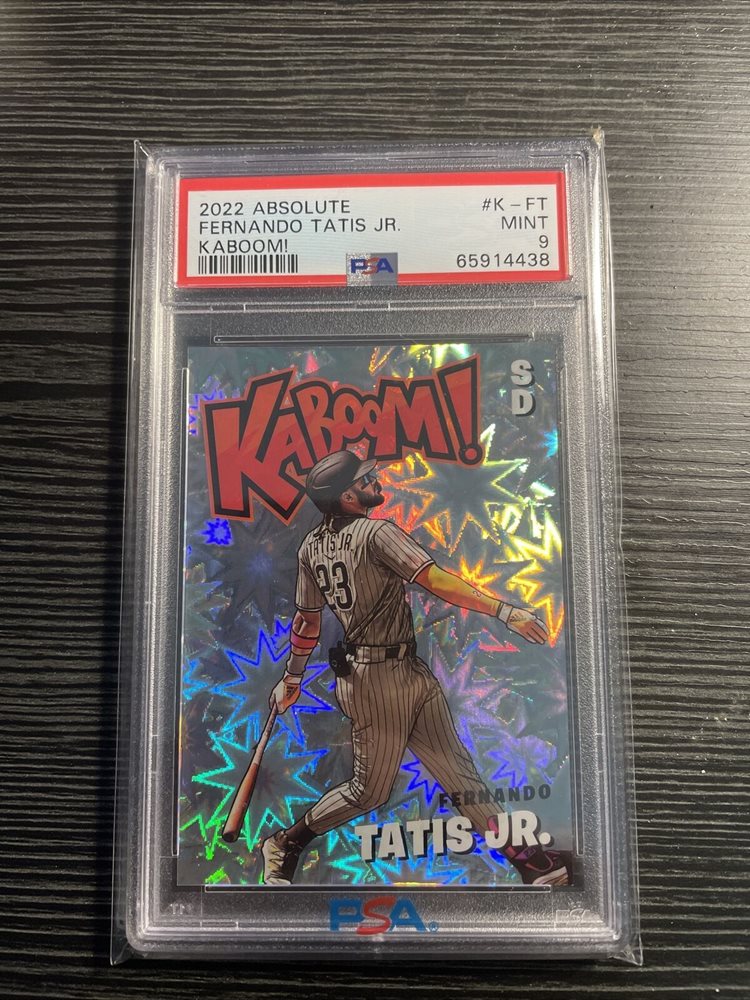 2022 ABSOLUTE #K-FT
FERNANDO TATIS JR. MINT
KABOOM! 9
PSA 65914438
KABOOM!
SD
TATIS JR.
23
FERNANDO
TATIS JR.
PSA